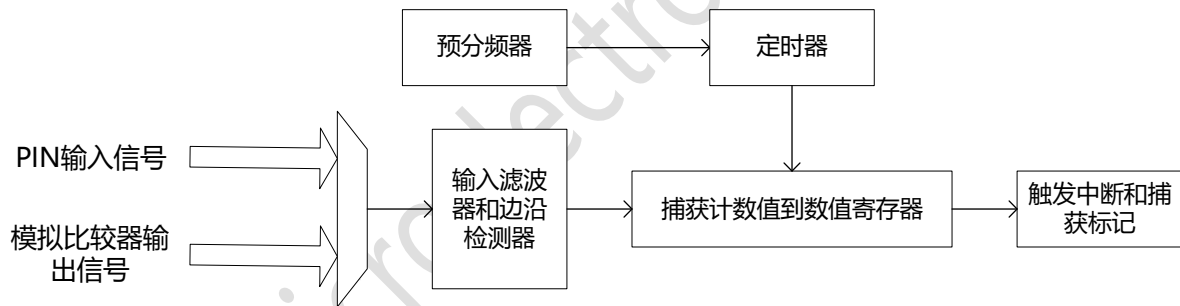 预分频器
定时器
PIN输入信号
模拟比较器输
出信号
输入滤波
器和边沿
检测器
捕获计数值到数值寄存器
触发中断和捕
获标记